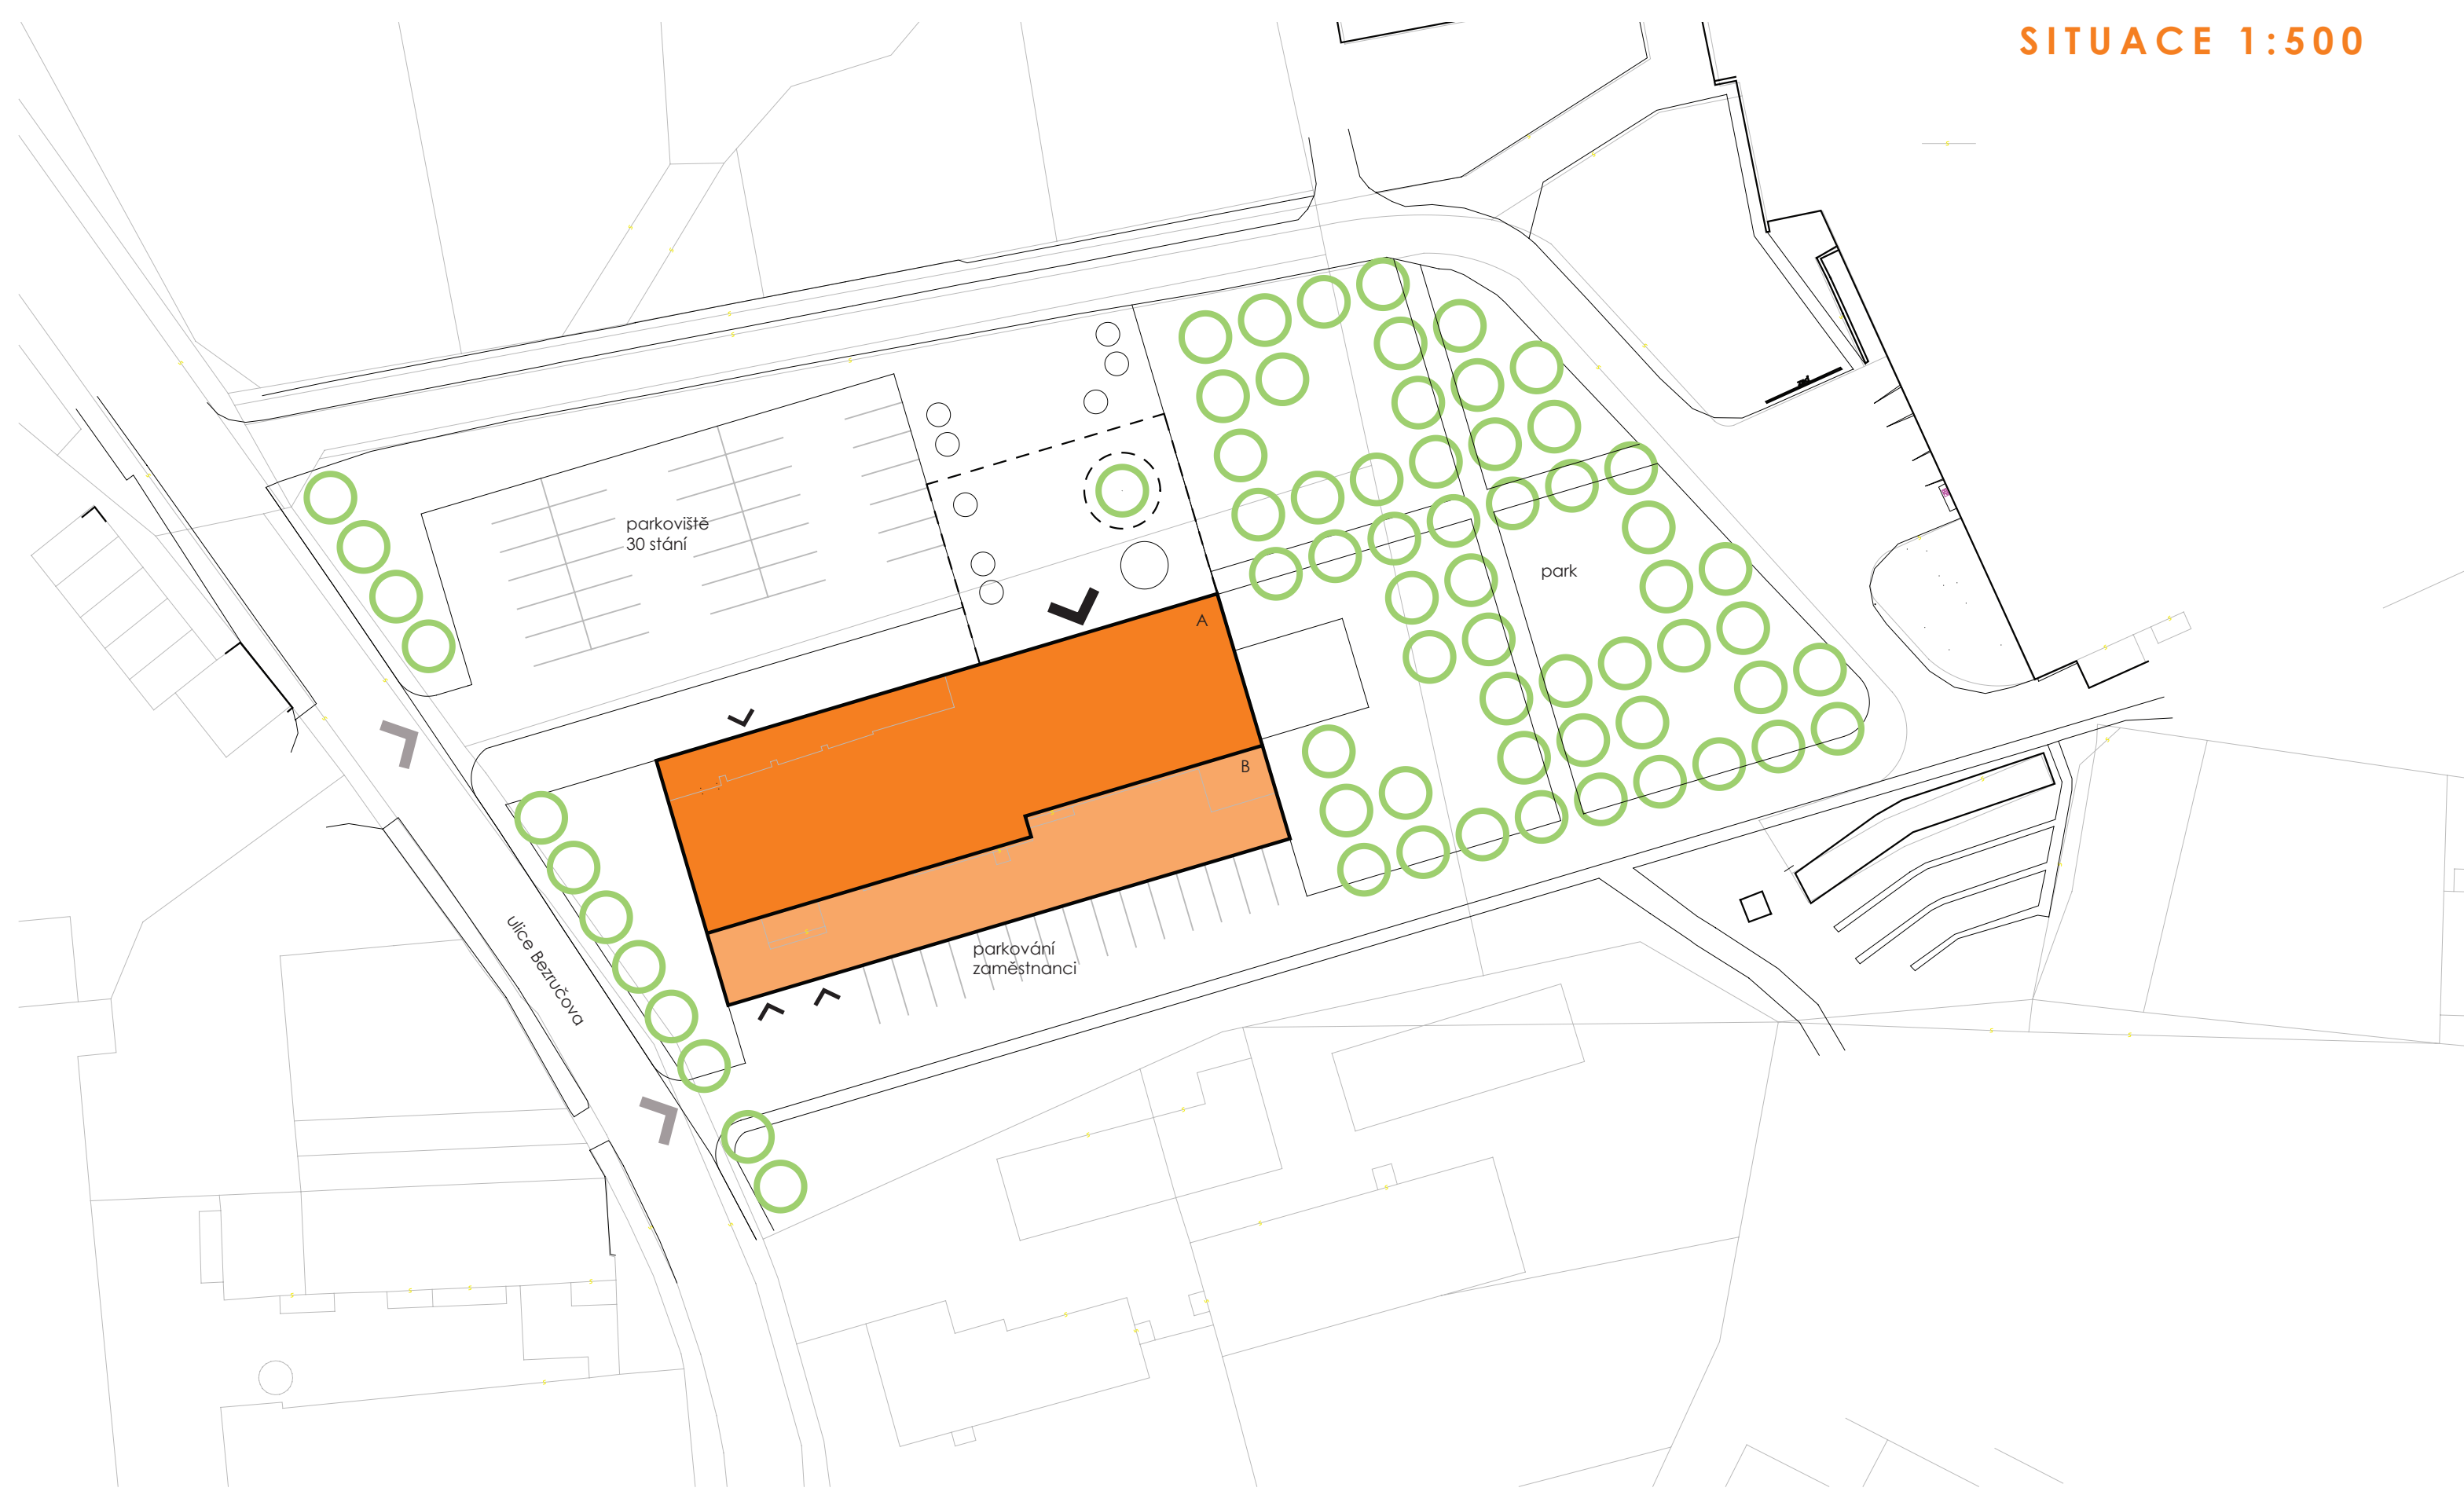 SITUACE 1:500
parkoviště
30 stání
park
A
B
ulice Bezručova
parkování
zaměstnanci